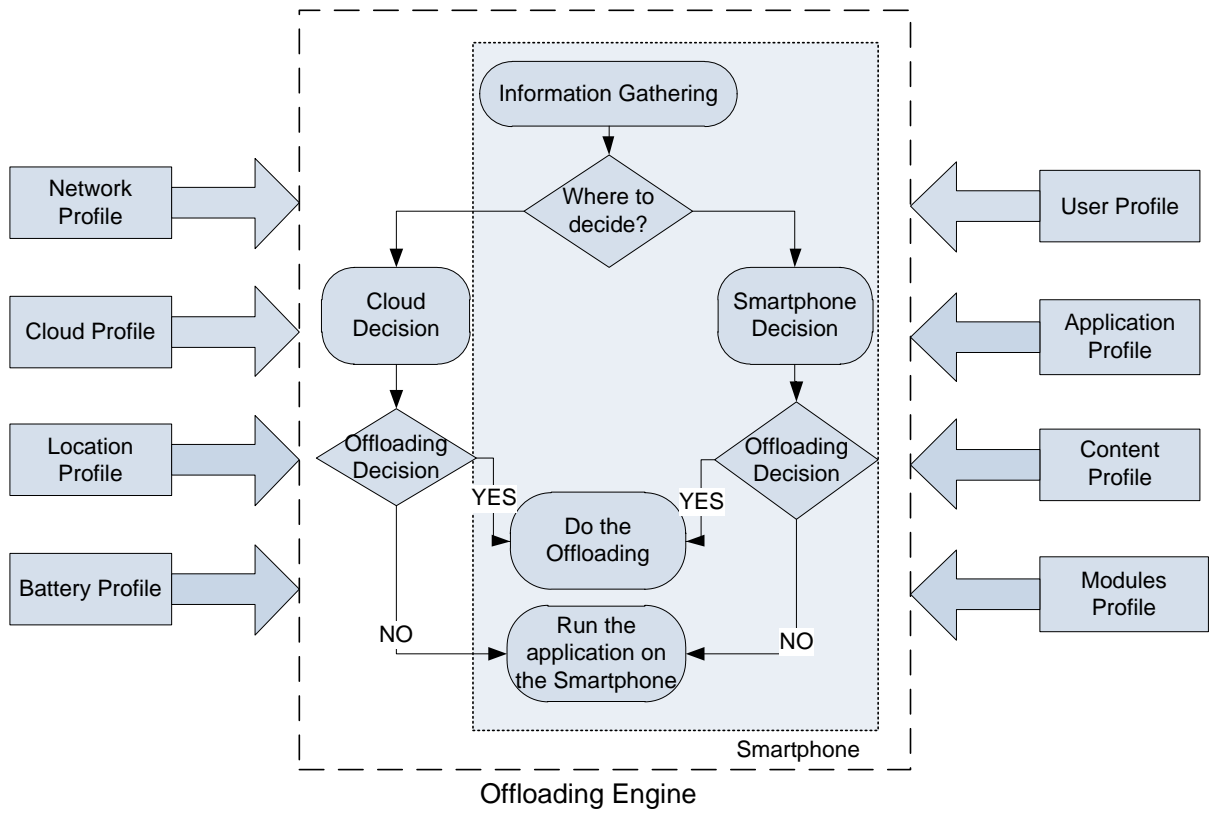 Information Gathering
Where to
decide?
Network
Profile
User Profile
Cloud
Decision
Smartphone
Decision
Cloud Profile
Application
Profile
Location
Profile
Offloading
Decision
Offloading
Decision
Content
Profile
YES
YES
Do the
Offloading
Battery Profile
Modules
Profile
NO
NO
Run the
application on
the Smartphone
Smartphone
Offloading Engine